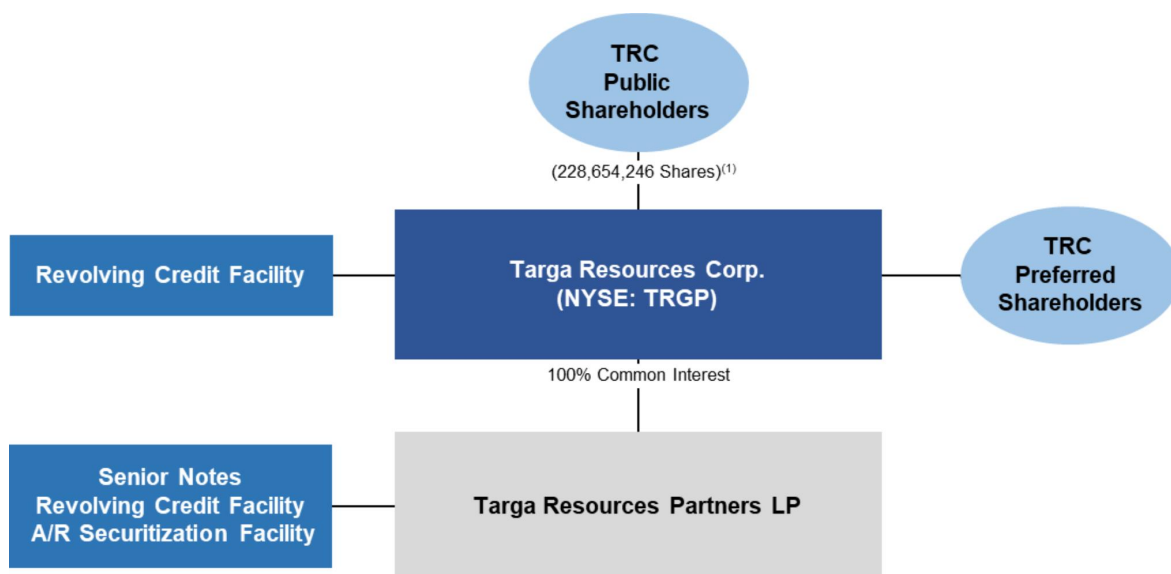 TRC
Public
Shareholders
(228,654,246 Shares)(1)
Revolving Credit Facility
Targa Resources Corp.
(NYSE: TRGP)
TRC
Preferred
Shareholders
100% Common Interest
Senior Notes
Revolving Credit Facility
A/R Securitization Facility
Targa Resources Partners LP